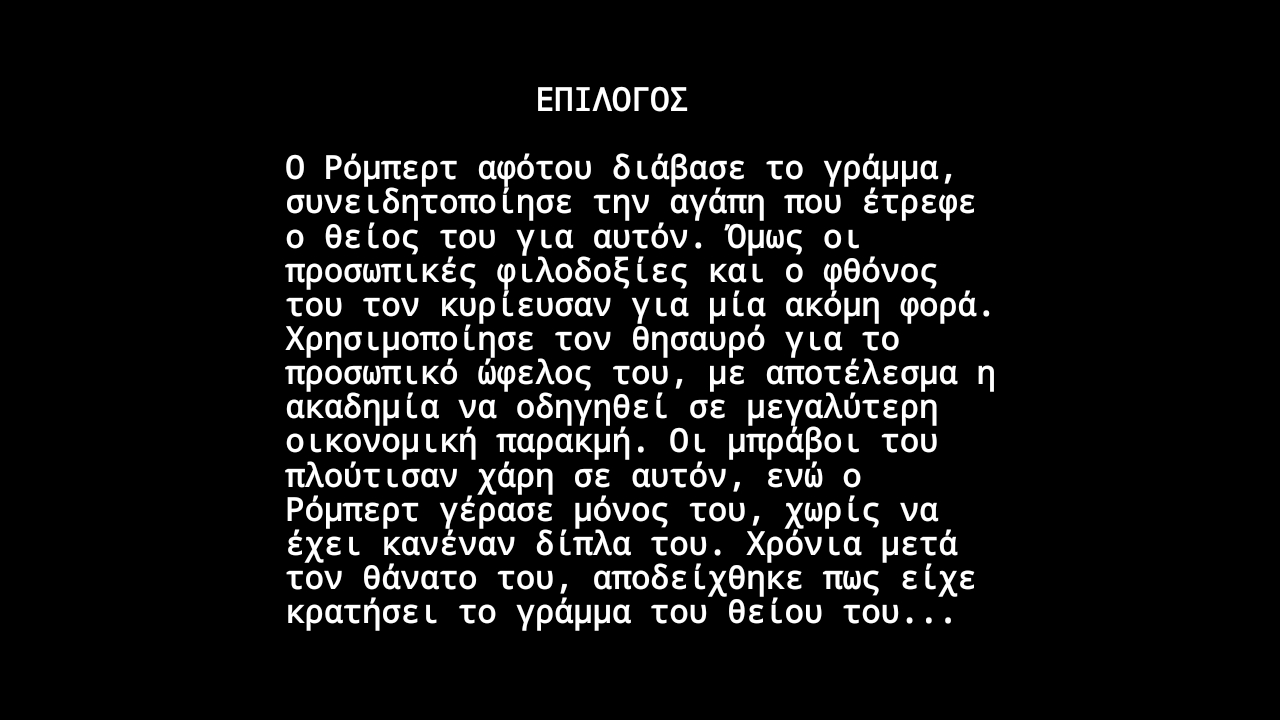 ΕΠΙΛΟΓΟΣ
Ο Ρόμπερτ αφότου διάβασε το γράμμα,
συνειδητοποίησε την αγάπη που έτρεφε
ο θείος του για αυτόν. Όμως οι
προσωπικές φιλοδοξίες και ο φθόνος
του τον κυρίευσαν για μία ακόμη φορά.
Χρησιμοποίησε τον θησαυρό για το
προσωπικό ώφελος του, με αποτέλεσμα η
ακαδημία να οδηγηθεί σε μεγαλύτερη
οικονομική παρακμή. Οι μπράβοι του
πλούτισαν χάρη σε αυτόν, ενώ ο
Ρόμπερτ γέρασε μόνος του, χωρίς να
έχει κανέναν δίπλα του. Χρόνια μετά
τον θάνατο του, αποδείχθηκε πως είχε
κρατήσει το γράμμα του θείου του...